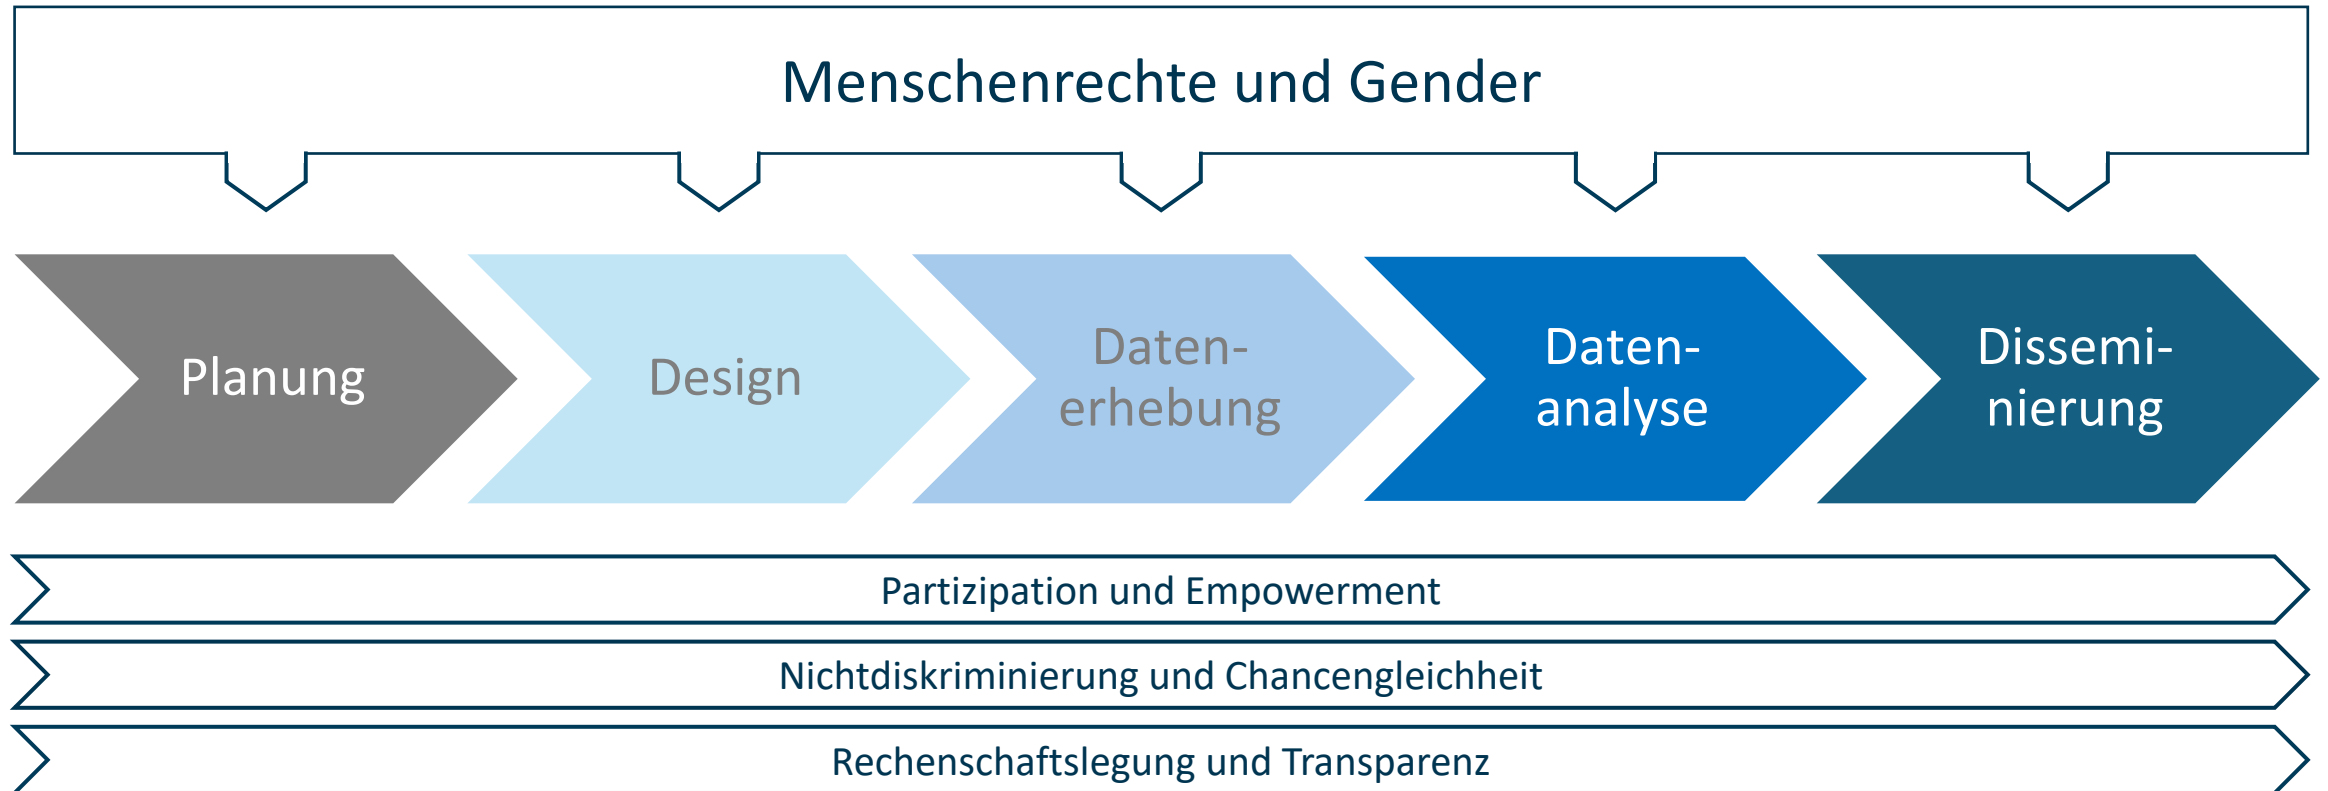 Menschenrechte und Gender
Planung
Design
Daten-
erhebung
Daten-
analyse
Dissemi-
nierung
Partizipation und Empowerment
Nichtdiskriminierung und Chancengleichheit
Rechenschaftslegung und Transparenz